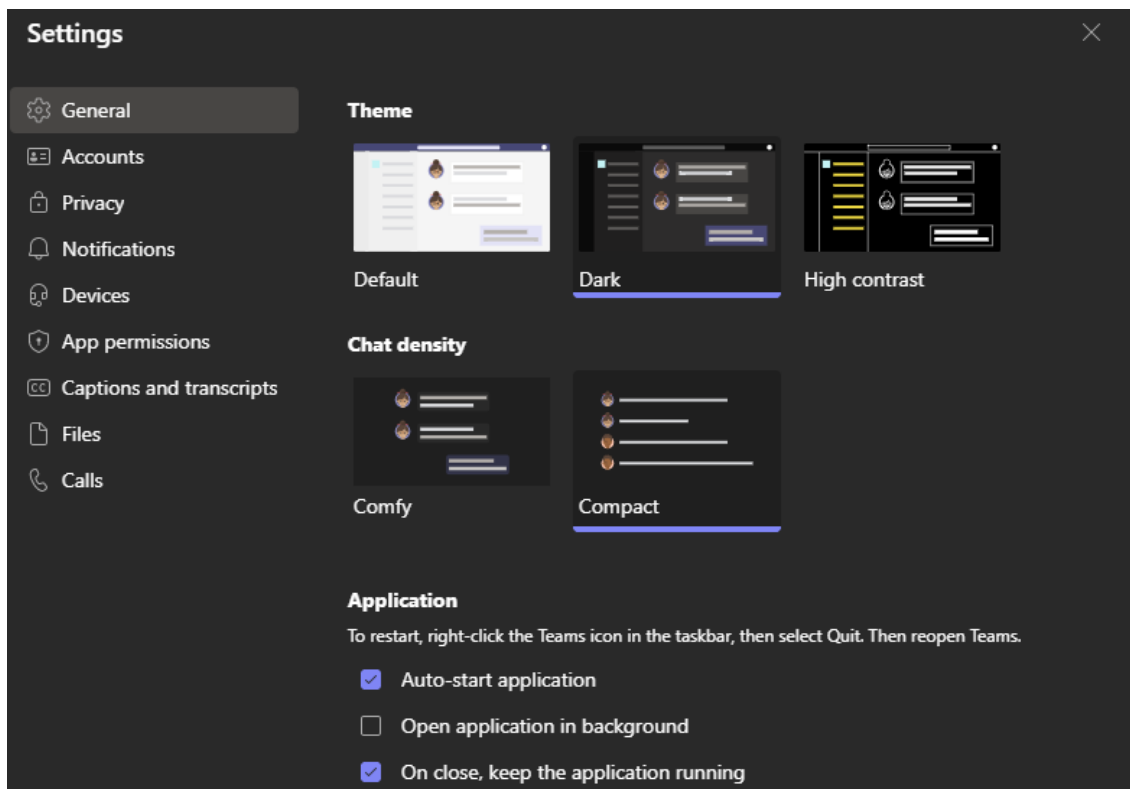 Settings
General
Accounts
Privacy
Notifications
Devices
App permissions
CC Captions and transcripts
Files
Calls
Theme
Default
Dark
High contrast
Chat density
Comfy
Compact
Application
To restart, right-click the Teams icon in the taskbar, then select Quit. Then reopen Teams.
Auto-start application
Open application in background
On close, keep the application running